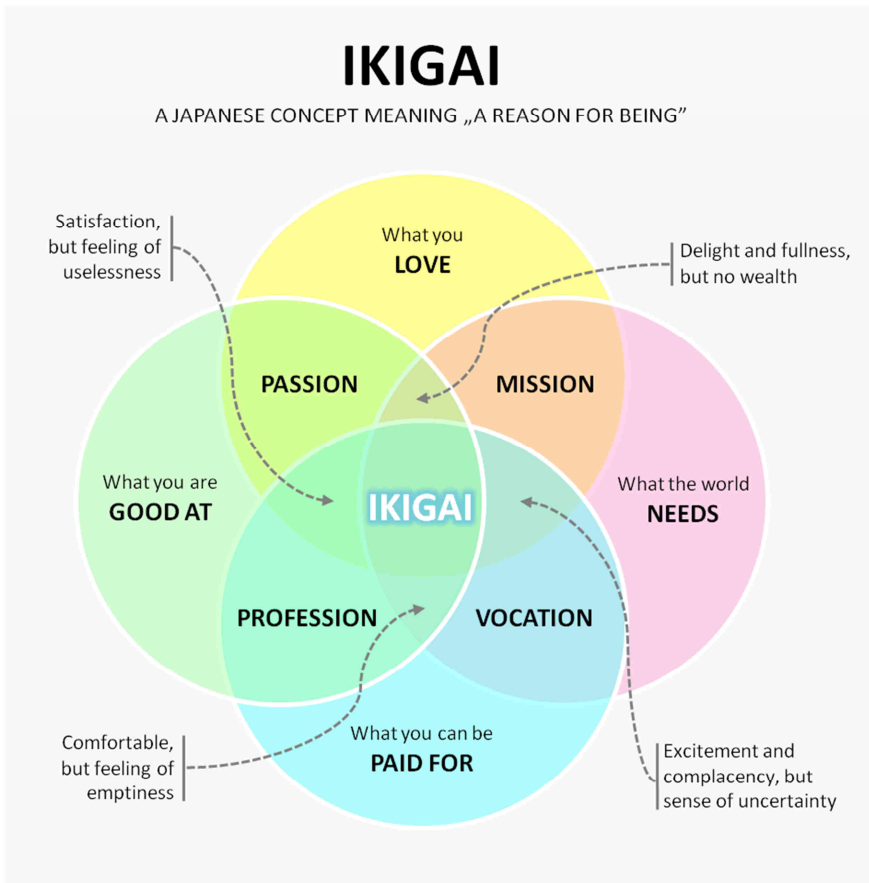 IKIGAI
A JAPANESE CONCEPT MEANING „A REASON FOR BEING”
Satisfaction,
but feeling of
uselessness
What you
LOVE
Delight and fullness,
but no wealth
PASSION
MISSION
What you are
GOOD AT
IKIGAI
What the world
NEEDS
PROFESSION
VOCATION
What you can be
PAID FOR
Comfortable,
but feeling of
emptiness
Excitement and
complacency, but
sense of uncertainty